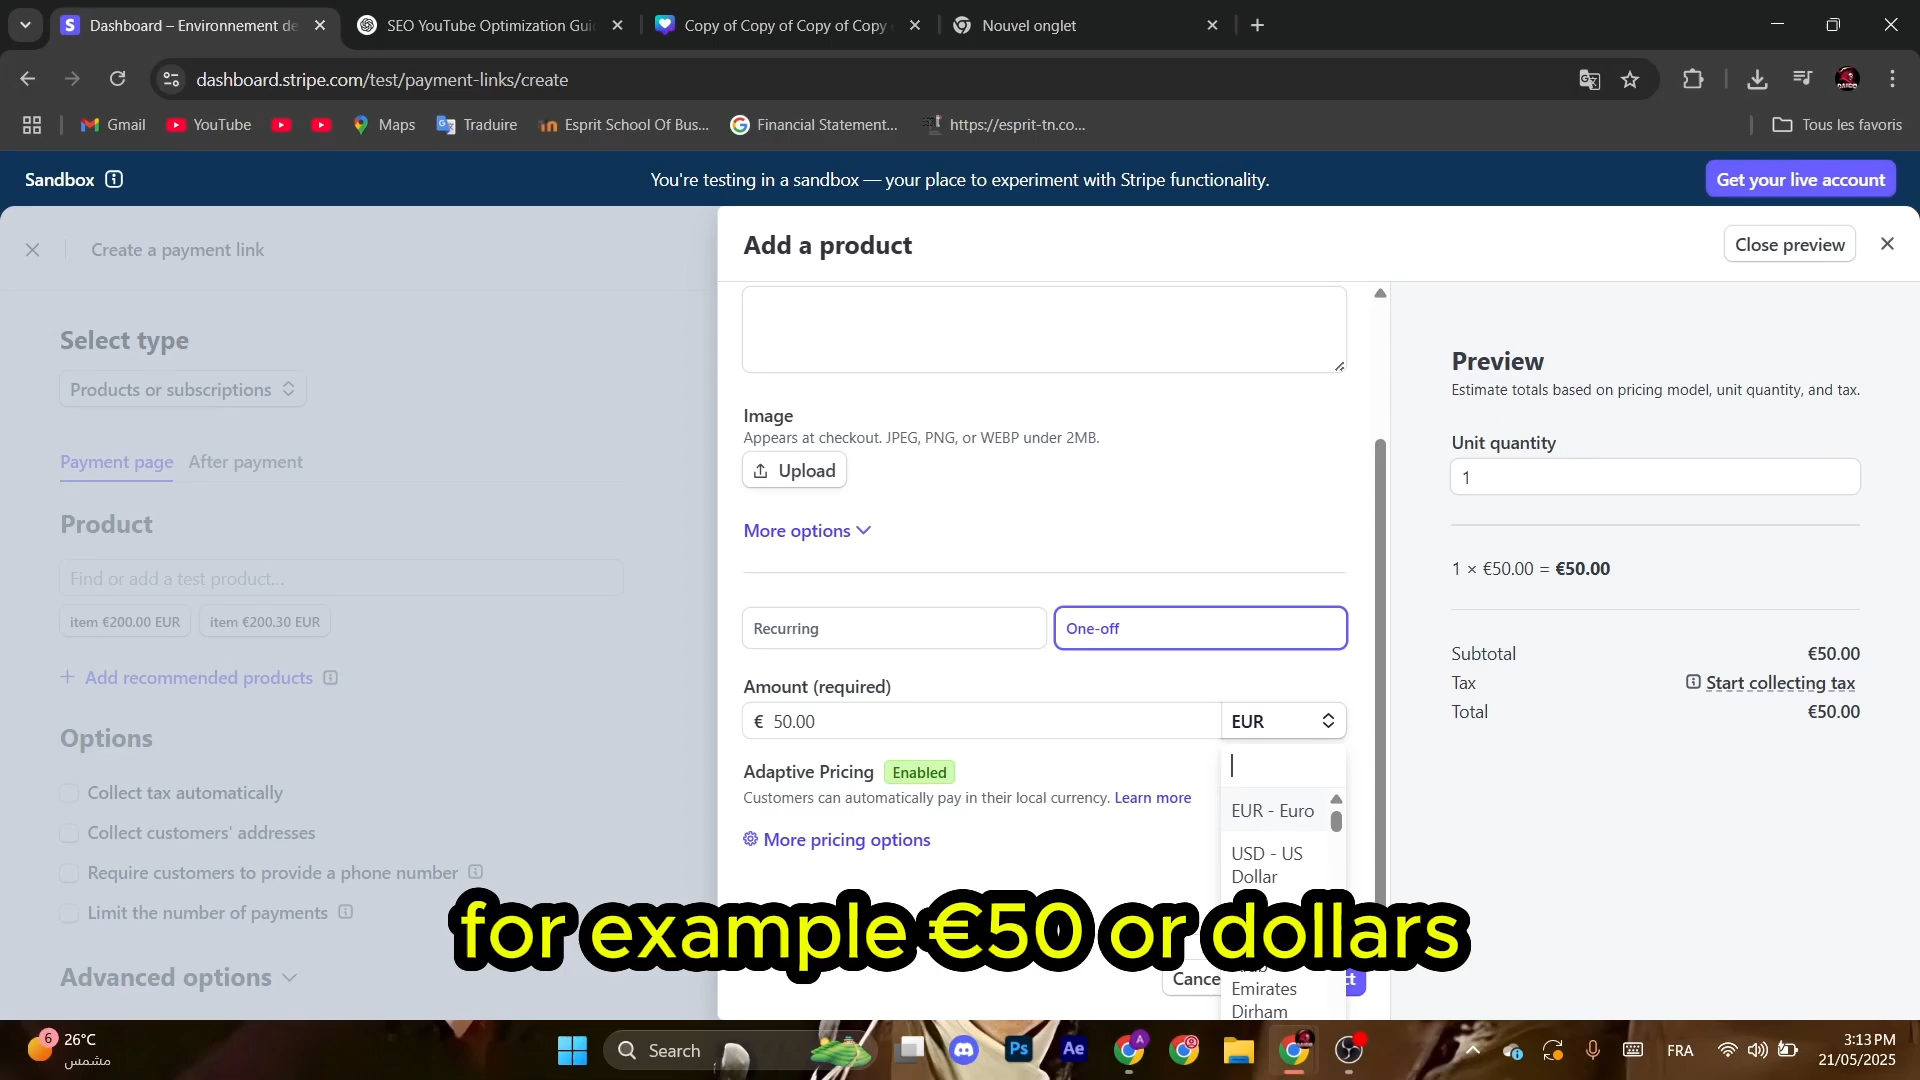 Dashboard – Environnement de
SEO YouTube Optimization Gui
Copy of Copy of Copy of Copy
Nouvel onglet
dashboard.stripe.com/test/payment-links/create
Gmail
YouTube
Maps
Traduire
Esprit School Of Bus...
Financial Statement...
https://esprit-tn.co...
Tous les favoris
Sandbox
You're testing in a sandbox — your place to experiment with Stripe functionality.
Get your live account
Create a payment link
Select type
Products or subscriptions
Payment page
After payment
Product
Find or add a test product...
item €200.00 EUR
item €200.30 EUR
Add recommended products
Options
Collect tax automatically
Collect customers' addresses
Require customers to provide a phone number
Limit the number of payments
Advanced options
Add a product
Close preview
Image
Appears at checkout. JPEG, PNG, or WEBP under 2MB.
Upload
More options
Recurring
One-off
Amount (required)
€ 50.00
EUR
Adaptive Pricing
Enabled
Customers can automatically pay in their local currency. Learn more
More pricing options
EUR - Euro
USD - US
Dollar
Emirates
Dirham
Preview
Estimate totals based on pricing model, unit quantity, and tax.
Unit quantity
1
1 × €50.00 = €50.00
Subtotal
€50.00
Tax
Start collecting tax
Total
€50.00
for example €50 or dollars
6
26°C
مشمس
Search
Ps
Ae
FRA
3:13 PM
21/05/2025